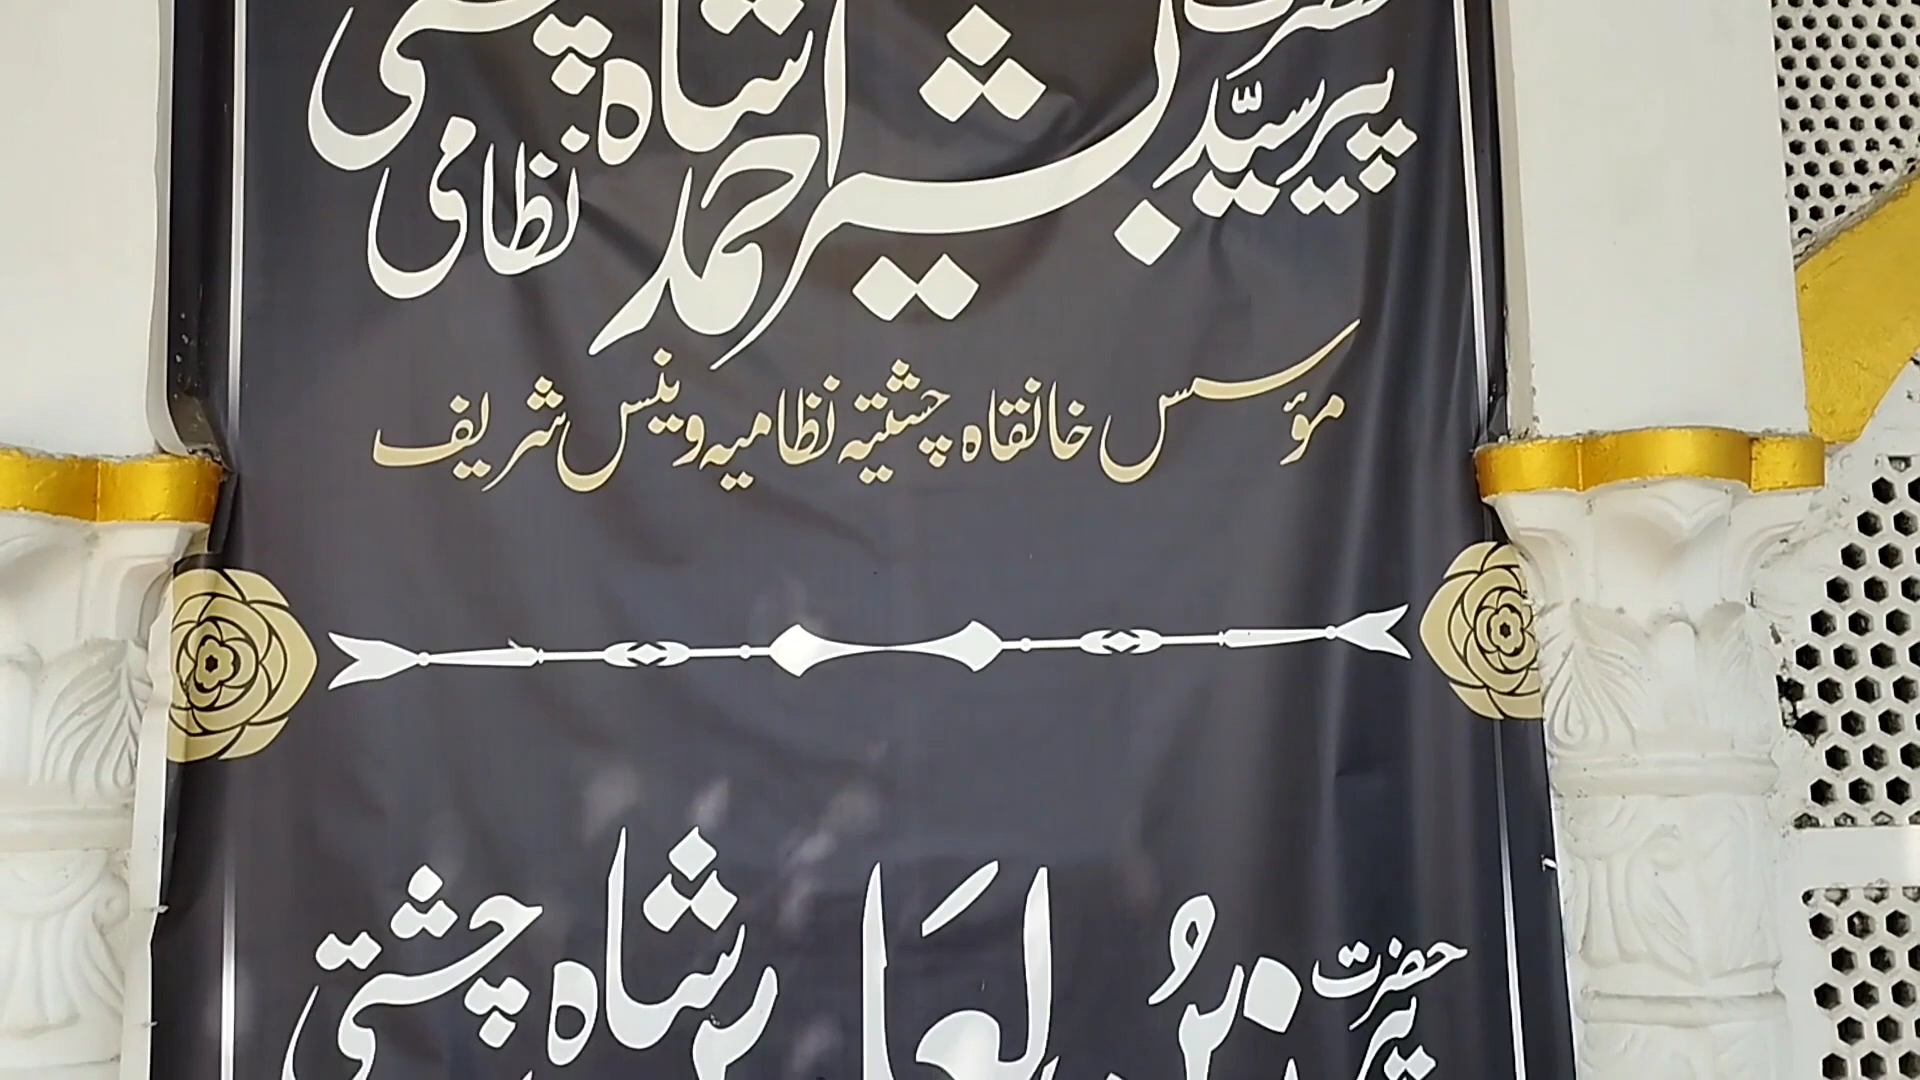 حضرت پیر سیّد بشیر احمد شاہ چشتی نظامی
مؤسس خانقاہ چشتیہ نظامیہ وینس شریف
حضرت پیر
شاہ چشتی